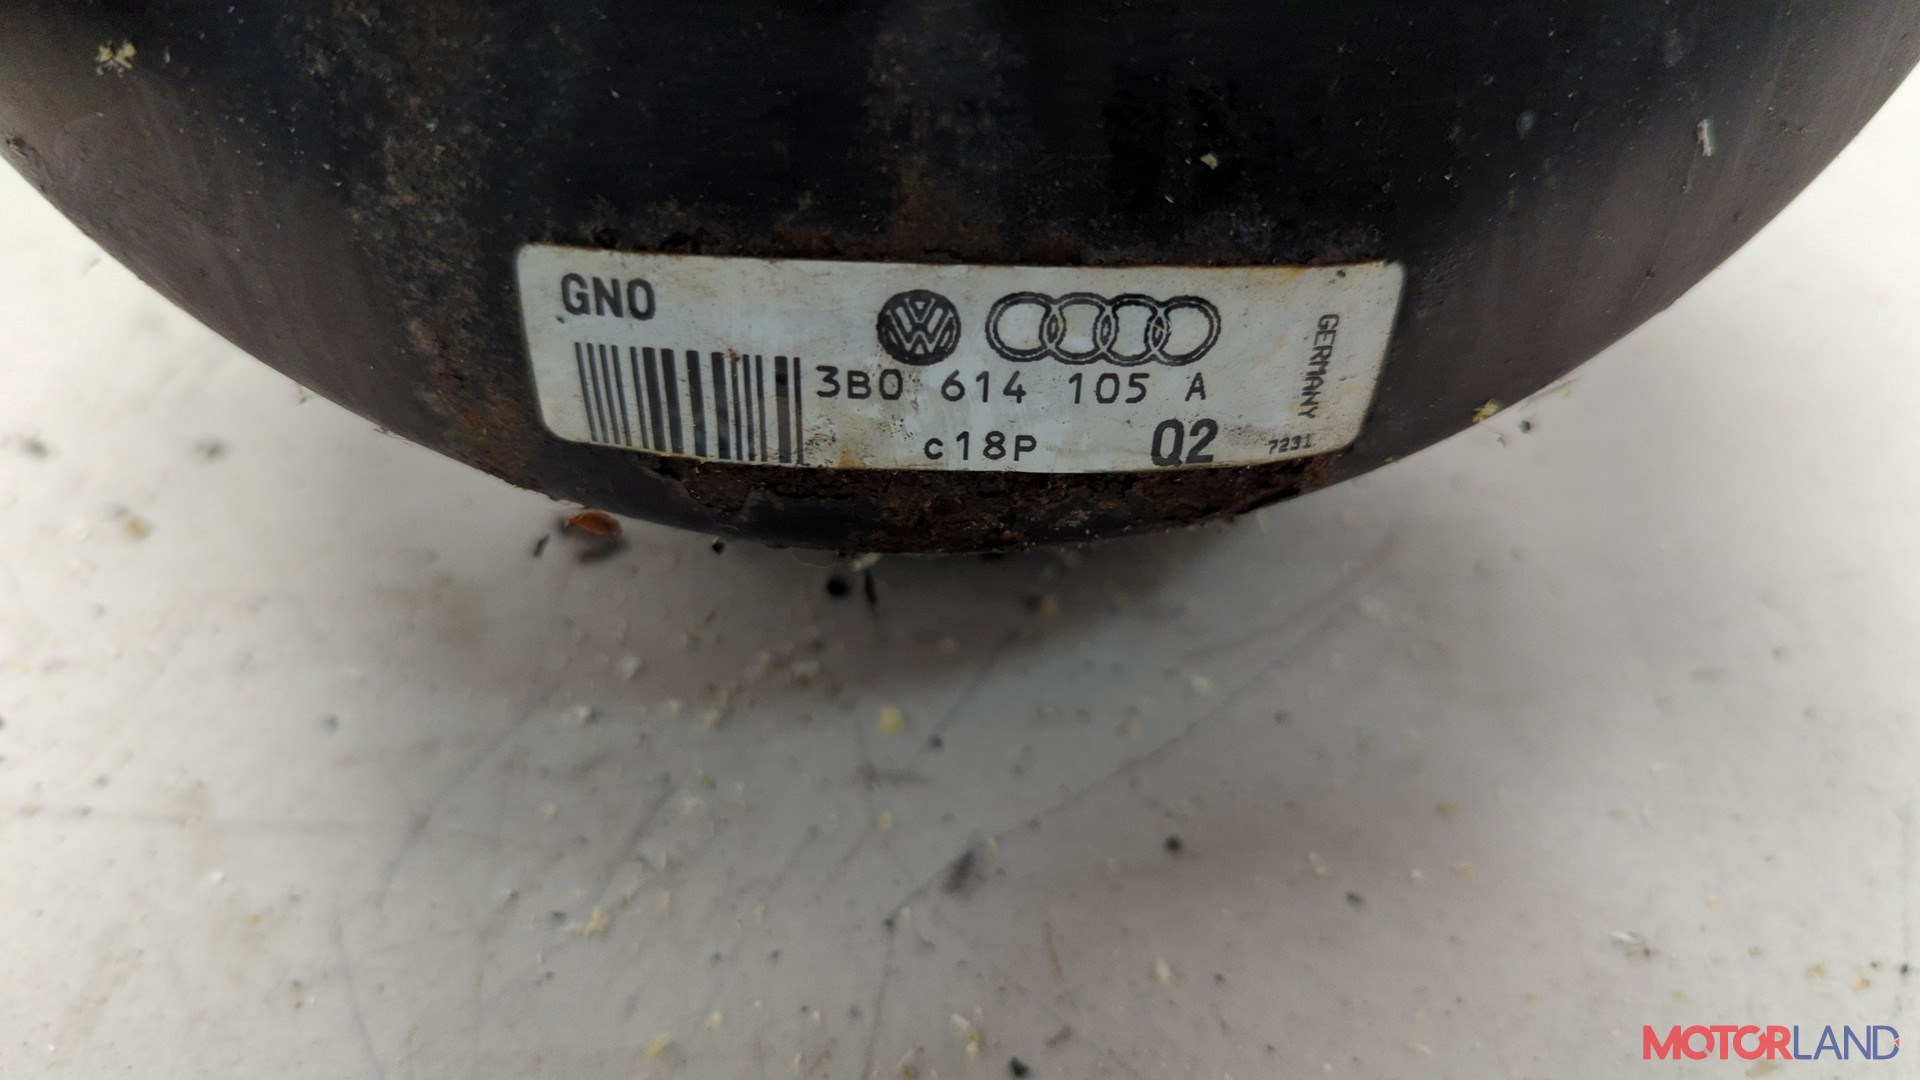 GNO
3B0 614 105 A
c18P Q2
7231
GERMANY
MOTORLAND